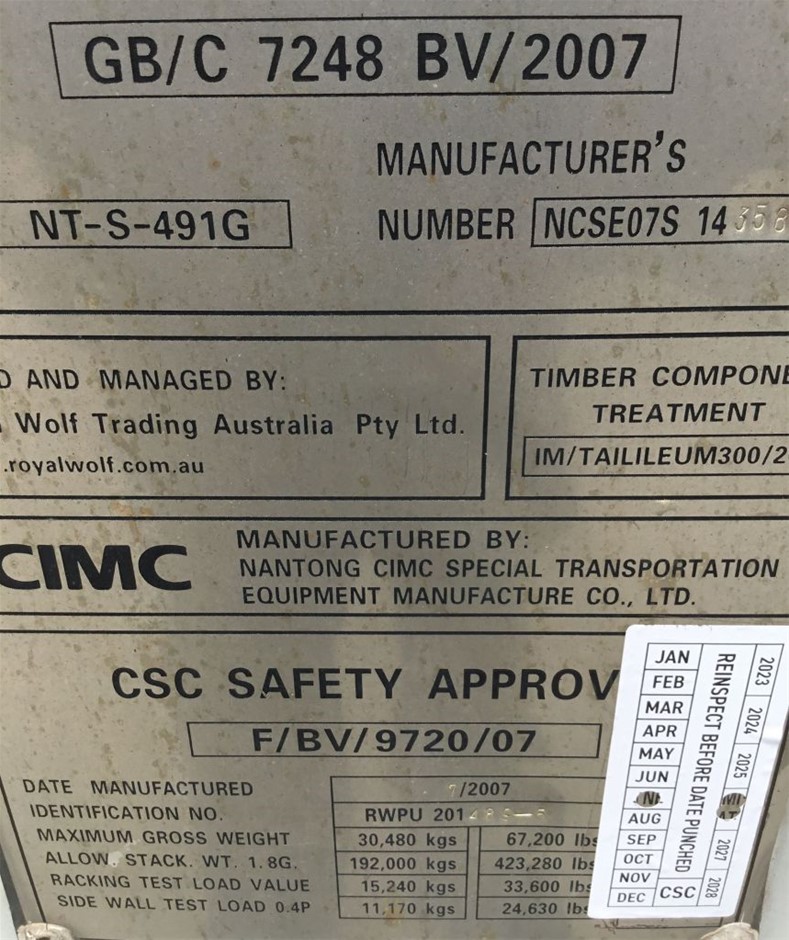 GB/C 7248 BV/2007
MANUFACTURER'S
NT-S-491G
NUMBER NCSE07S 14358
D AND MANAGED BY:
Wolf Trading Australia Pty Ltd.
.royalwolf.com.au
TIMBER COMPONE
TREATMENT
IM/TAILILEUM300/2
CIMC
MANUFACTURED BY:
NANTONG CIMC SPECIAL TRANSPORTATION
EQUIPMENT MANUFACTURE CO., LTD.
CSC SAFETY APPROV
F/BV/9720/07
DATE MANUFACTURED /2007
IDENTIFICATION NO. RWPU 201
MAXIMUM GROSS WEIGHT 30,480 kgs 67,200 lbs
ALLOW. STACK. WT. 1.8G. 192,000 kgs 423,280 lbs
RACKING TEST LOAD VALUE 15,240 kgs 33,600 lbs
SIDE WALL TEST LOAD 0.4P 11,170 kgs 24,630 lbs
JAN
FEB
MAR
APR
MAY
JUN
AUG
SEP
OCT
NOV
DEC
CSC
REINSPECT BEFORE DATE PUNCHED
2023
2024
2025
2027
2028